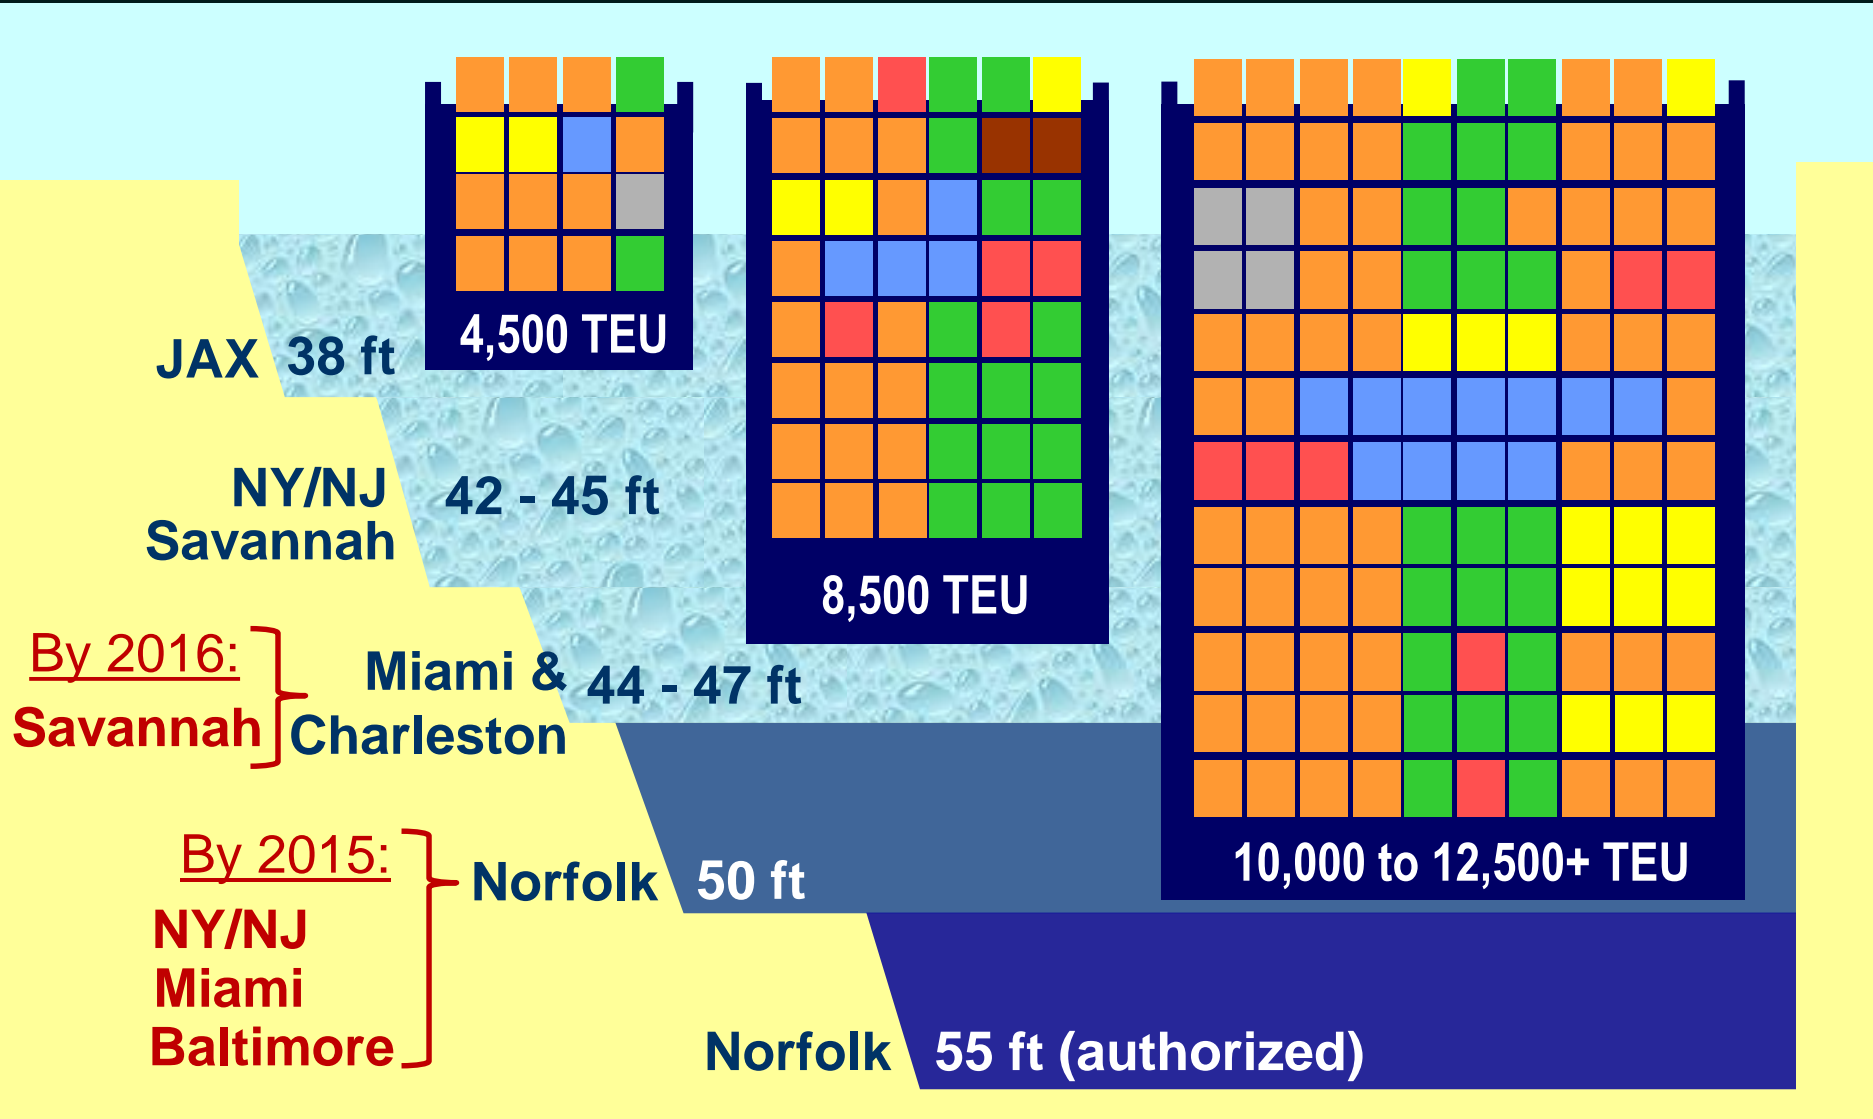 4,500 TEU
JAX 38 ft
NY/NJ
Savannah
42 - 45 ft
8,500 TEU
By 2016:
Savannah
Miami &
Charleston
44 - 47 ft
10,000 to 12,500+ TEU
By 2015:
NY/NJ
Miami
Baltimore
Norfolk 50 ft
Norfolk 55 ft (authorized)